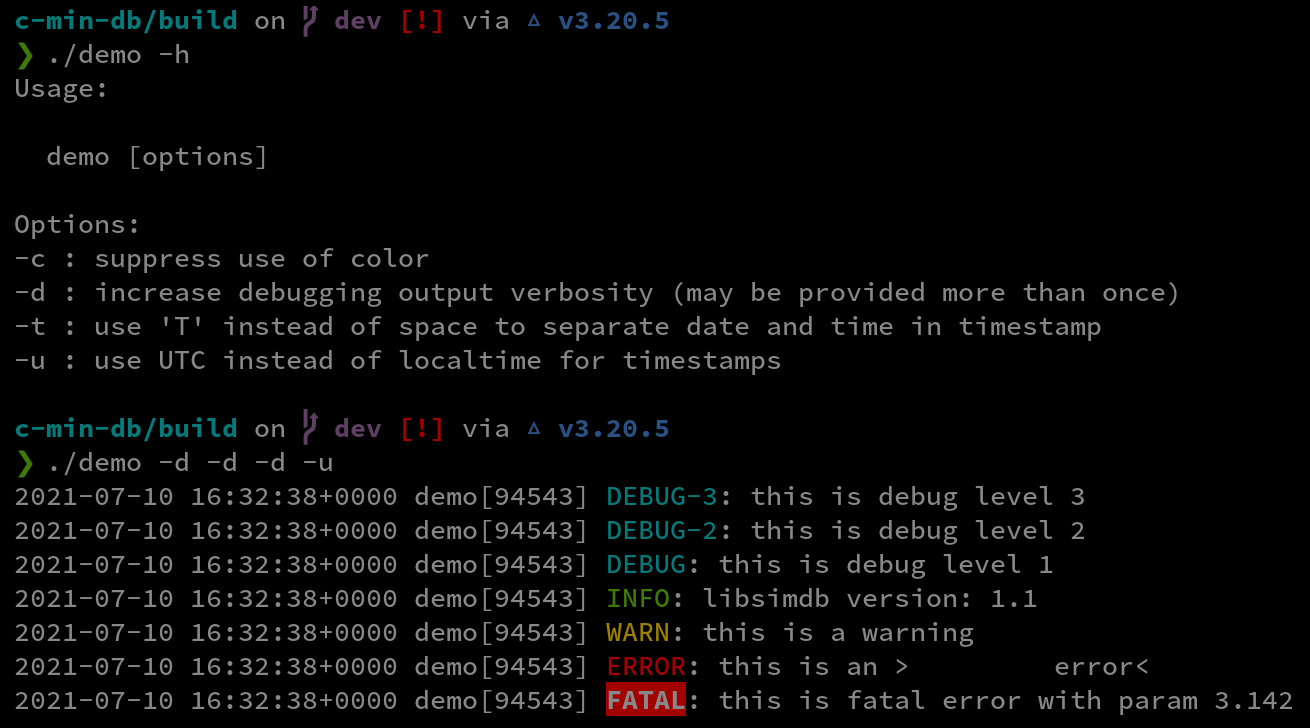 c-min-db/build on dev [!] via △ v3.20.5
❯ ./demo -h
Usage:

  demo [options]

Options:
-c : suppress use of color
-d : increase debugging output verbosity (may be provided more than once)
-t : use 'T' instead of space to separate date and time in timestamp
-u : use UTC instead of localtime for timestamps

c-min-db/build on dev [!] via △ v3.20.5
❯ ./demo -d -d -d -u
2021-07-10 16:32:38+0000 demo[94543] DEBUG-3: this is debug level 3
2021-07-10 16:32:38+0000 demo[94543] DEBUG-2: this is debug level 2
2021-07-10 16:32:38+0000 demo[94543] DEBUG: this is debug level 1
2021-07-10 16:32:38+0000 demo[94543] INFO: libsimdb version: 1.1
2021-07-10 16:32:38+0000 demo[94543] WARN: this is a warning
2021-07-10 16:32:38+0000 demo[94543] ERROR: this is an >         error<
2021-07-10 16:32:38+0000 demo[94543] FATAL: this is fatal error with param 3.142